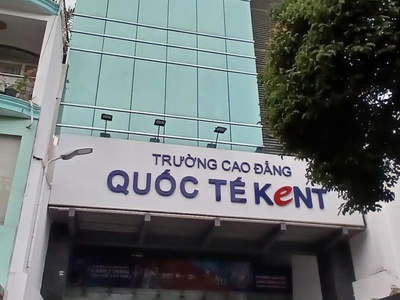 TRƯỜNG CAO ĐẲNG
QUỐC TẾ KeNT